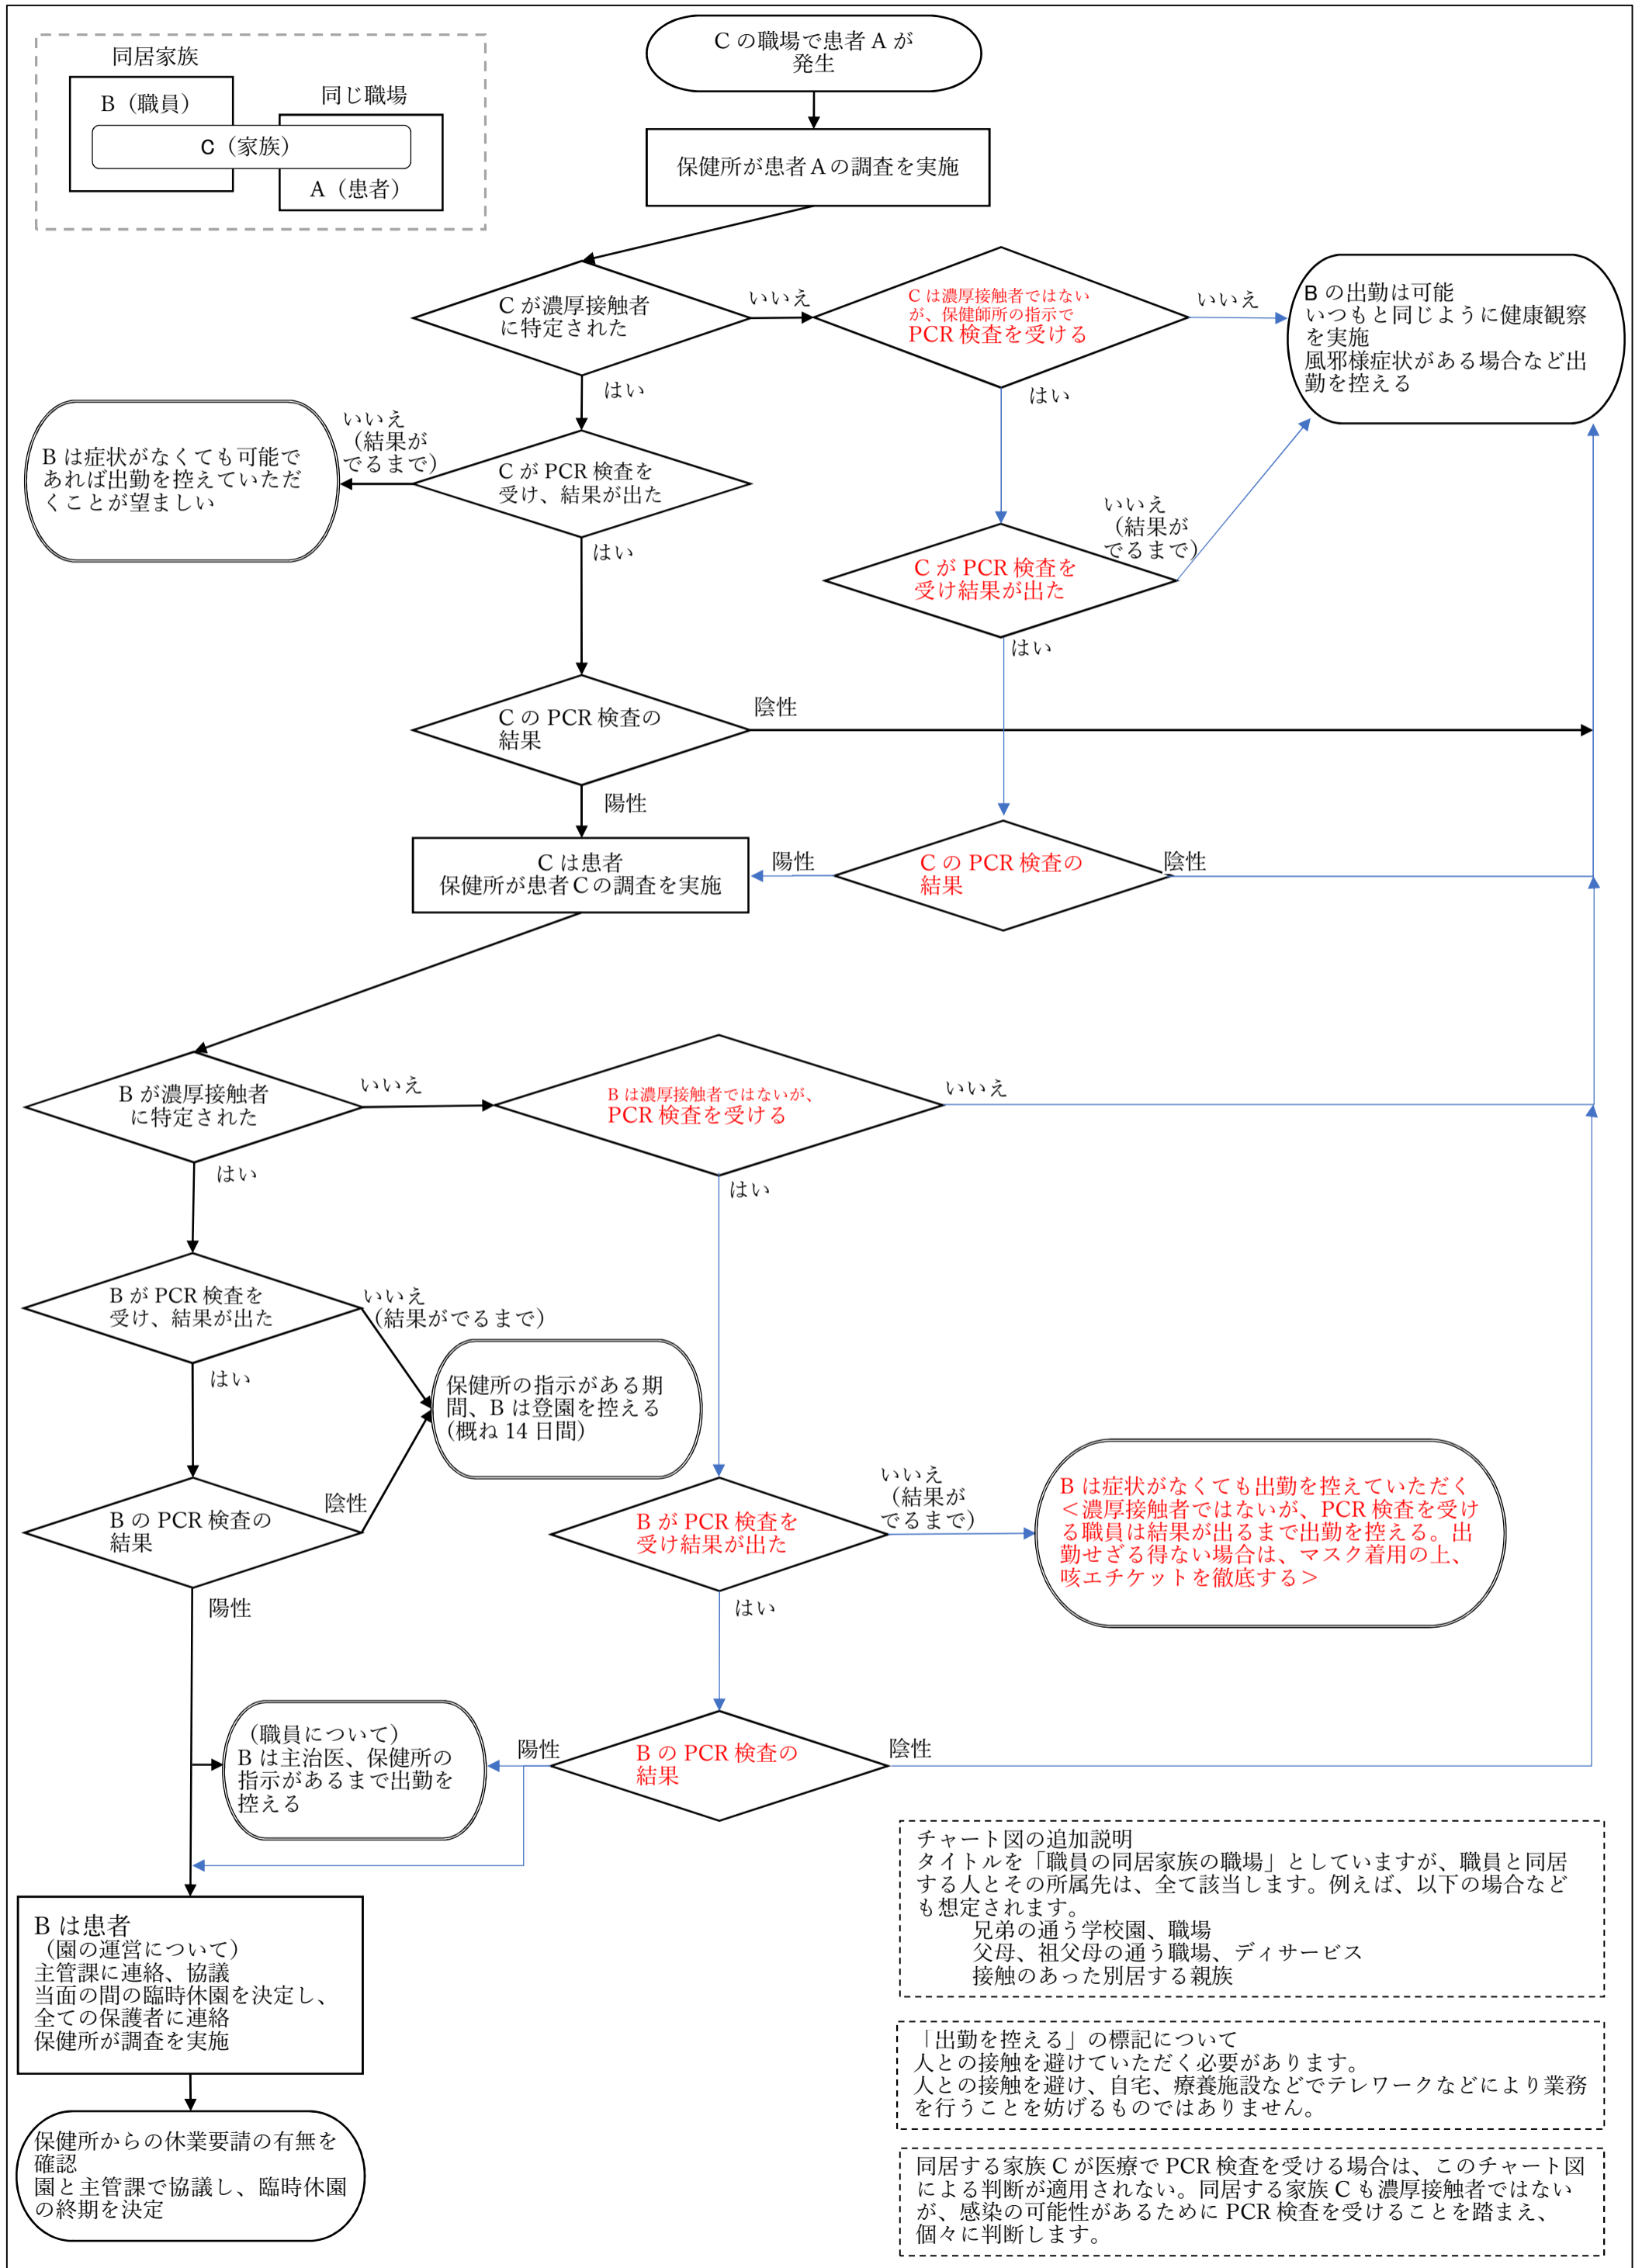 同居家族
B（職員）
同じ職場
C（家族）
A（患者）
C の職場で患者 A が
発生
保健所が患者 A の調査を実施
C が濃厚接触者
に特定された
いいえ
はい
C は濃厚接触者ではない
が、保健師所の指示で
PCR 検査を受ける
いいえ
はい
B の出勤は可能
いつもと同じように健康観察
を実施
風邪様症状がある場合など出
勤を控える
B は症状がなくても可能で
あれば出勤を控えていただ
くことが望ましい
いいえ
（結果が
でるまで）
C が PCR 検査を
受け、結果が出た
はい
いいえ
（結果が
でるまで）
C が PCR 検査を
受け結果が出た
はい
C の PCR 検査の
結果
陰性
陽性
C は患者
保健所が患者 C の調査を実施
陽性
C の PCR 検査の
結果
陰性
B が濃厚接触者
に特定された
いいえ
はい
B は濃厚接触者ではないが、
PCR 検査を受ける
いいえ
はい
B が PCR 検査を
受け、結果が出た
いいえ
（結果がでるまで）
はい
保健所の指示がある期
間、B は登園を控える
(概ね 14 日間）
B の PCR 検査の
結果
陰性
陽性
B が PCR 検査を
受け結果が出た
いいえ
（結果が
でるまで）
はい
B は症状がなくても出勤を控えていただく
＜濃厚接触者ではないが、PCR 検査を受け
る職員は結果が出るまで出勤を控える。出
勤せざる得ない場合は、マスク着用の上、
咳エチケットを徹底する＞
（職員について）
B は主治医、保健所の
指示があるまで出勤を
控える
陽性
B の PCR 検査の
結果
陰性
B は患者
（園の運営について）
主管課に連絡、協議
当面の間の臨時休園を決定し、
全ての保護者に連絡
保健所が調査を実施
保健所からの休業要請の有無を
確認
園と主管課で協議し、臨時休園
の終期を決定
チャート図の追加説明
タイトルを「職員の同居家族の職場」としていますが、職員と同居
する人とその所属先は、全て該当します。例えば、以下の場合など
も想定されます。
兄弟の通う学校園、職場
父母、祖父母の通う職場、ディサービス
接触のあった別居する親族
「出勤を控える」の標記について
人との接触を避けていただく必要があります。
人との接触を避け、自宅、療養施設などでテレワークなどにより業務
を行うことを妨げるものではありません。
同居する家族 C が医療で PCR 検査を受ける場合は、このチャート図
による判断が適用されない。同居する家族 C も濃厚接触者ではない
が、感染の可能性があるために PCR 検査を受けることを踏まえ、
個々に判断します。